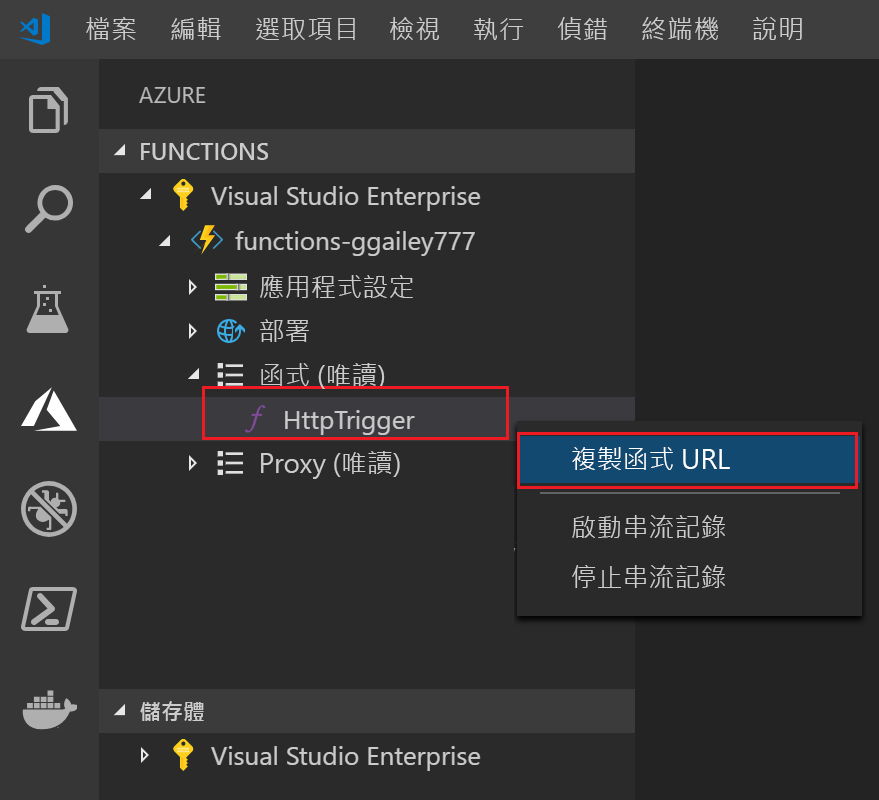 檔案 編輯 選取項目 檢視 執行 偵錯 終端機 說明
AZURE
FUNCTIONS
Visual Studio Enterprise
functions-ggailey777
應用程式設定
部署
函式 (唯讀)
HttpTrigger
Proxy (唯讀)
複製函式 URL
啟動串流記錄
停止串流記錄
儲存體
Visual Studio Enterprise